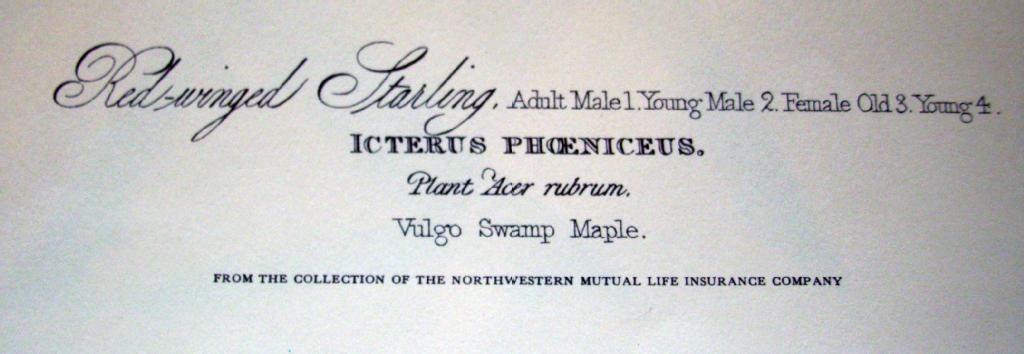 Red-winged Starling, Adult Male 1. Young Male 2. Female Old 3. Young 4.
ICTERUS PHŒNICEUS.
Plant Acer rubrum.
Vulgo Swamp Maple.
FROM THE COLLECTION OF THE NORTHWESTERN MUTUAL LIFE INSURANCE COMPANY